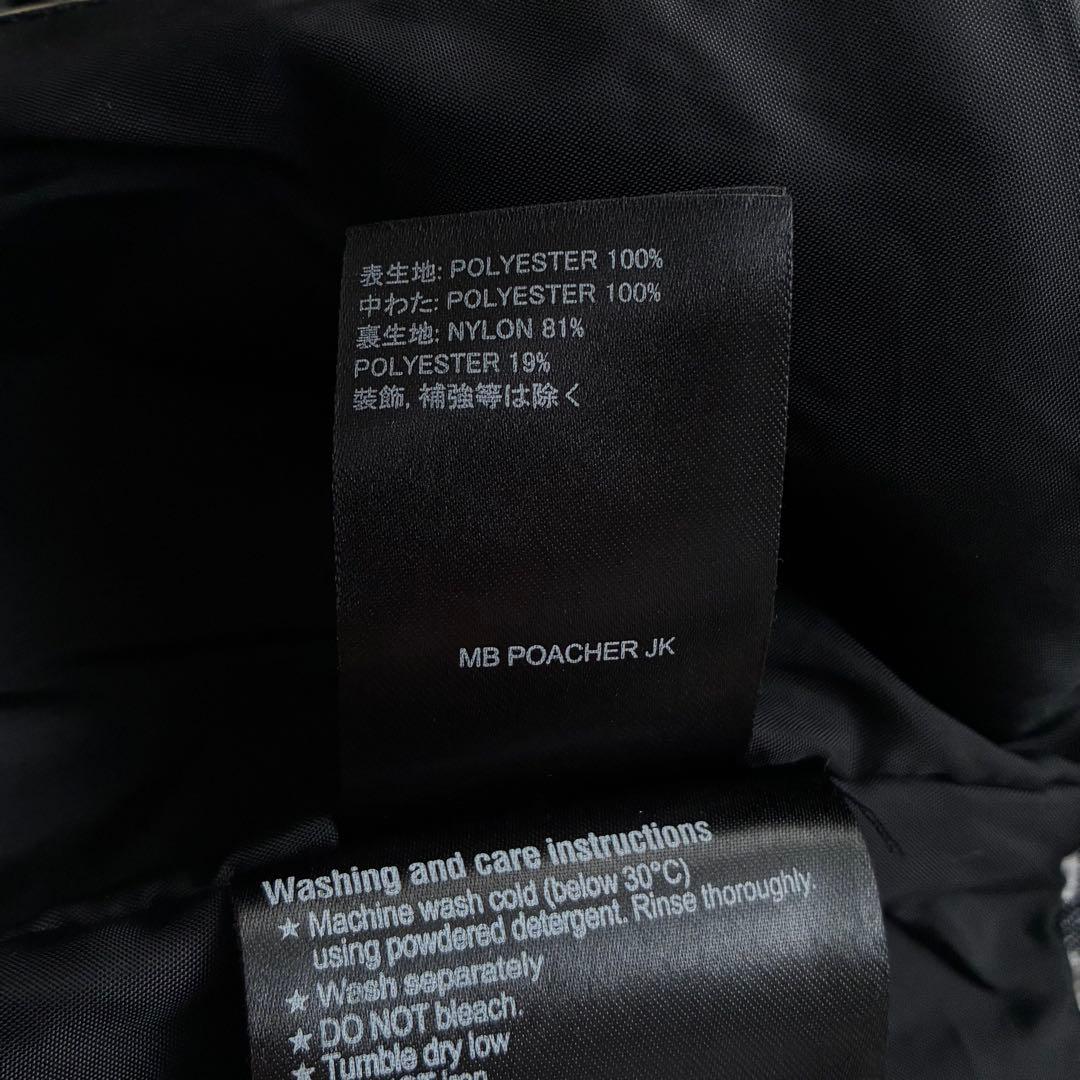 表生地: POLYESTER 100%
中わた: POLYESTER 100%
裏生地: NYLON 81%
POLYESTER 19%
装飾, 補強等は除く
MB POACHER JK
Washing and care instructions
★ Machine wash cold (below 30°C)
using powdered detergent. Rinse thoroughly.
★ Wash separately
★ DO NOT bleach.
★ Tumble dry low
iron